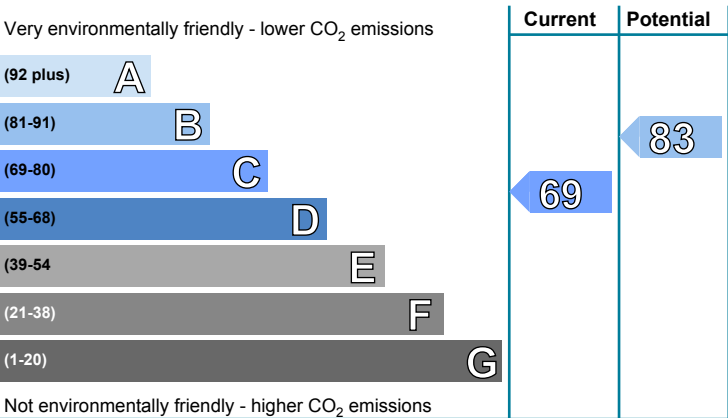 Very environmentally friendly - lower CO₂ emissions
Current
Potential
(92 plus) A
(81-91) B
(69-80) C
(55-68) D
(39-54 E
(21-38) F
(1-20) G
83
69
Not environmentally friendly - higher CO₂ emissions